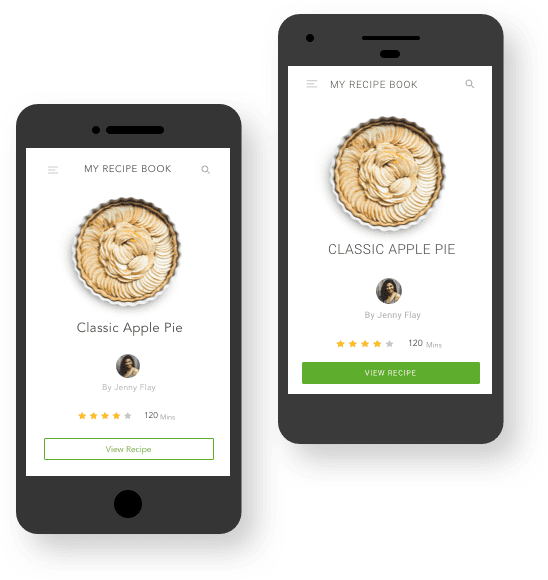 MY RECIPE BOOK
Classic Apple Pie
By Jenny Flay
120 Mins
View Recipe
MY RECIPE BOOK
CLASSIC APPLE PIE
By Jenny Flay
120 Mins
VIEW RECIPE